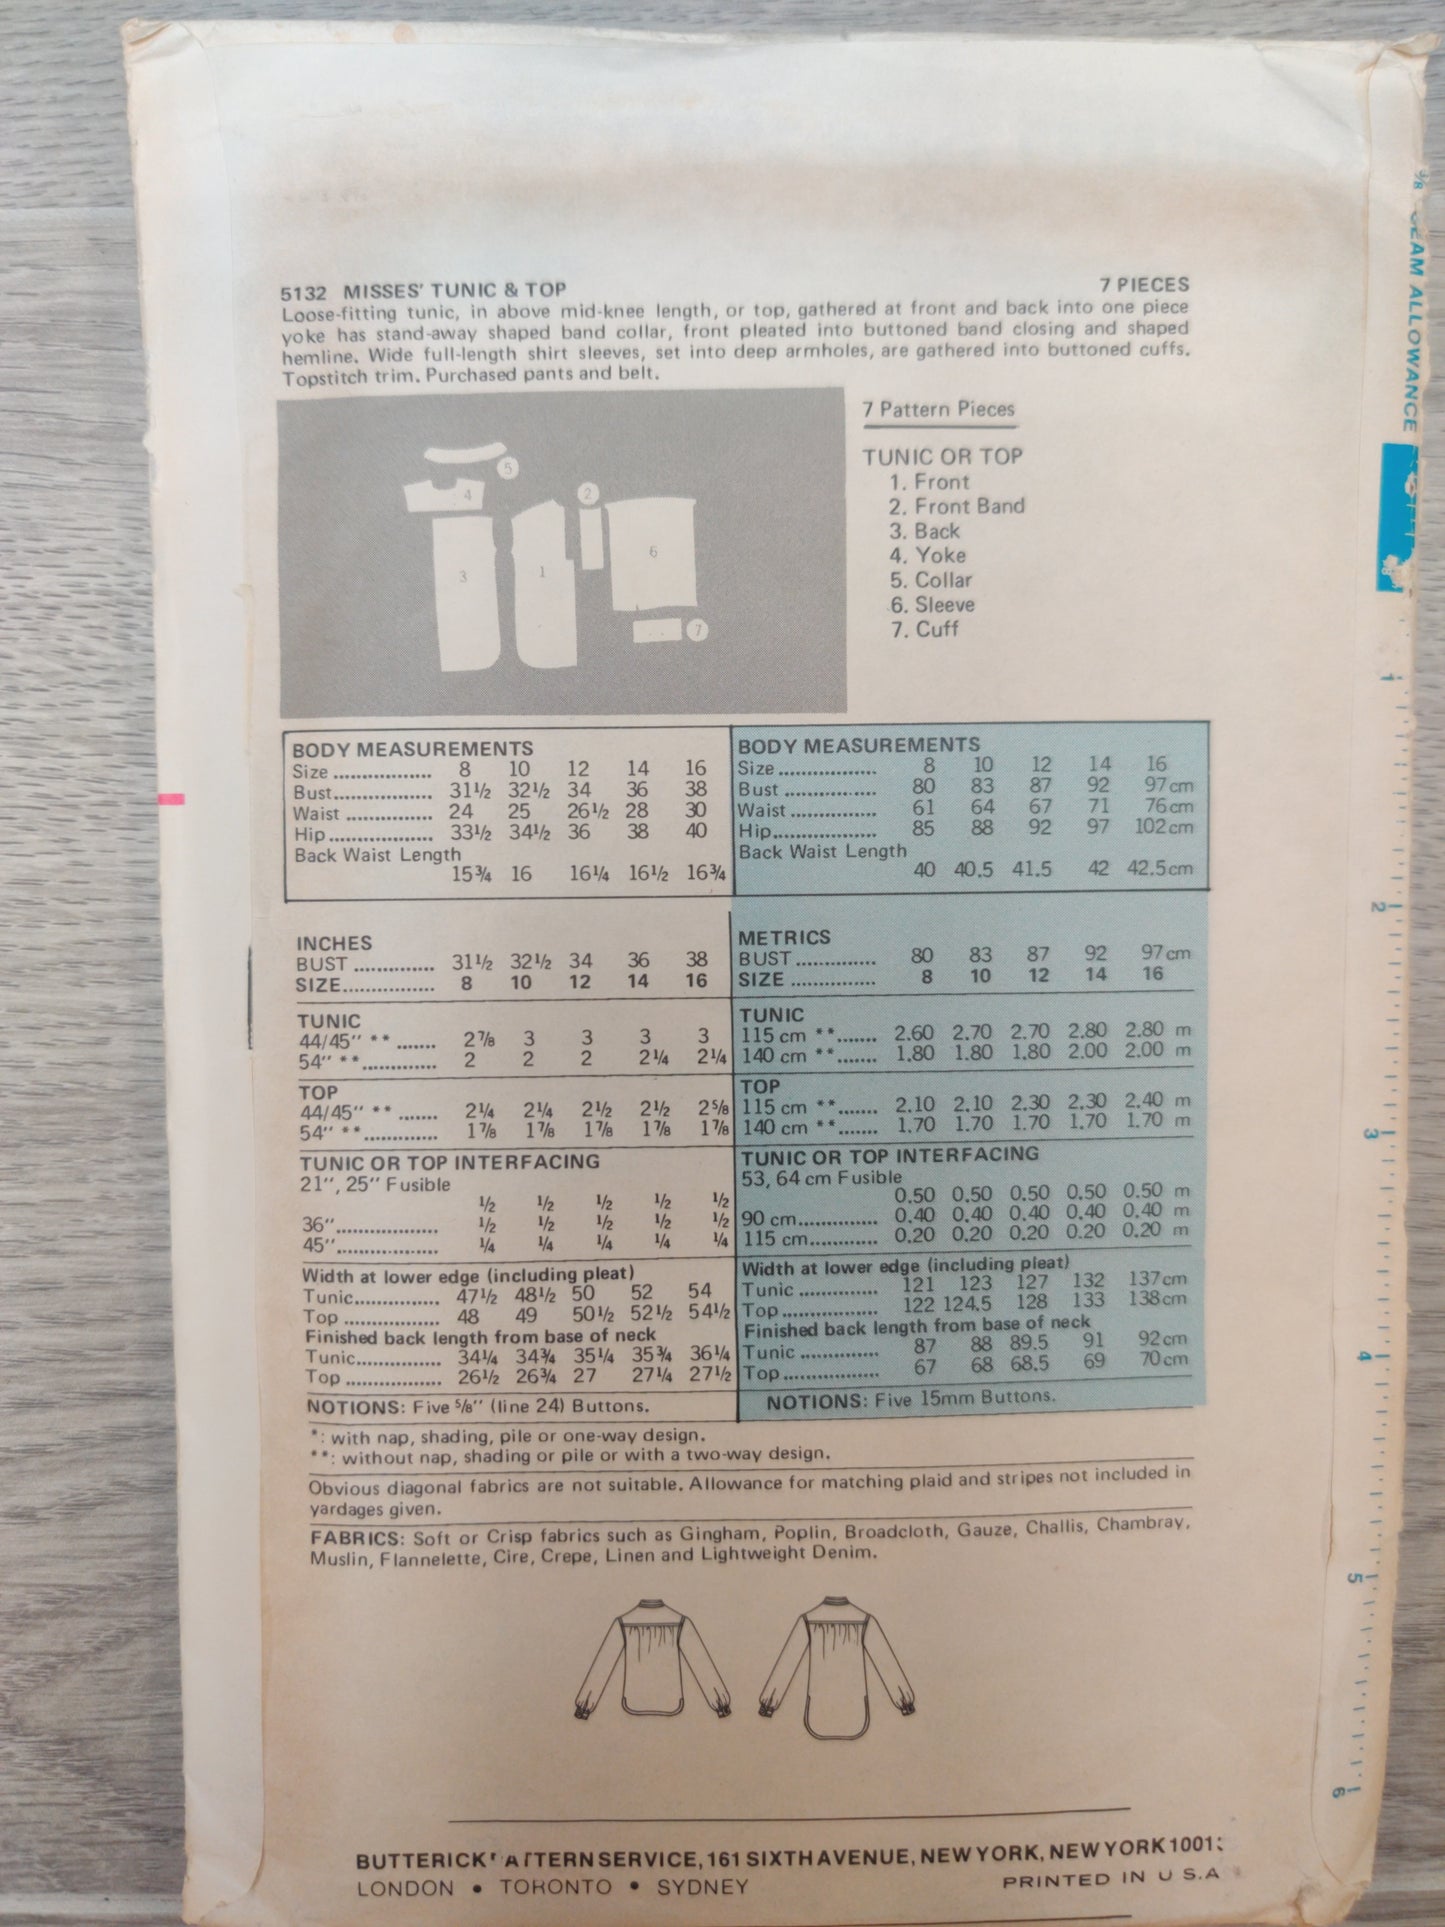 5132 MISSES' TUNIC & TOP 7 PIECES
Loose-fitting tunic, in above mid-knee length, or top, gathered at front and back into one piece
yoke has stand-away shaped band collar, front pleated into buttoned band closing and shaped
hemline. Wide full-length shirt sleeves, set into deep armholes, are gathered into buttoned cuffs.
Topstitch trim. Purchased pants and belt.
5
4
2
3
1
6
7
7 Pattern Pieces
TUNIC OR TOP
1. Front
2. Front Band
3. Back
4. Yoke
5. Collar
6. Sleeve
7. Cuff
BODY MEASUREMENTS
Size .................. 8 10 12 14 16
Bust.................. 31½ 32½ 34 36 38
Waist ................ 24 25 26½ 28 30
Hip ................... 33½ 34½ 36 38 40
Back Waist Length
15¾ 16 16¼ 16½ 16¾
BODY MEASUREMENTS
Size .................. 8 10 12 14 16
Bust ................. 80 83 87 92 97cm
Waist ............... 61 64 67 71 76cm
Hip................... 85 88 92 97 102cm
Back Waist Length
40 40.5 41.5 42 42.5cm
INCHES
BUST .............. 31½ 32½ 34 36 38
SIZE................. 8 10 12 14 16
TUNIC
44/45" ** ....... 2⅞ 3 3 3 3
54" ** .............. 2 2 2 2¼ 2¼
TOP
44/45" ** ....... 2¼ 2¼ 2½ 2½ 2⅝
54" ** ............. 1⅞ 1⅞ 1⅞ 1⅞ 1⅞
TUNIC OR TOP INTERFACING
21", 25" Fusible
½ ½ ½ ½ ½
36".................. ½ ½ ½ ½ ½
45".................. ¼ ¼ ¼ ¼ ¼
Width at lower edge (including pleat)
Tunic............... 47½ 48½ 50 52 54
Top ................. 48 49 50½ 52½ 54½
Finished back length from base of neck
Tunic............... 34¼ 34¾ 35¼ 35¾ 36¼
Top ................. 26½ 26¾ 27 27¼ 27½
NOTIONS: Five ⅝" (line 24) Buttons.
METRICS
BUST .............. 80 83 87 92 97cm
SIZE ............... 8 10 12 14 16
TUNIC
115 cm **....... 2.60 2.70 2.70 2.80 2.80 m
140 cm **....... 1.80 1.80 1.80 2.00 2.00 m
TOP
115 cm **....... 2.10 2.10 2.30 2.30 2.40 m
140 cm **....... 1.70 1.70 1.70 1.70 1.70 m
TUNIC OR TOP INTERFACING
53, 64 cm Fusible
0.50 0.50 0.50 0.50 0.50 m
90 cm.............. 0.40 0.40 0.40 0.40 0.40 m
115 cm............ 0.20 0.20 0.20 0.20 0.20 m
Width at lower edge (including pleat)
Tunic .............. 121 123 127 132 137cm
Top ................. 122 124.5 128 133 138cm
Finished back length from base of neck
Tunic .............. 87 88 89.5 91 92cm
Top ................. 67 68 68.5 69 70cm
NOTIONS: Five 15mm Buttons.
*: with nap, shading, pile or one-way design.
**: without nap, shading or pile or with a two-way design.
Obvious diagonal fabrics are not suitable. Allowance for matching plaid and stripes not included in
yardages given.
FABRICS: Soft or Crisp fabrics such as Gingham, Poplin, Broadcloth, Gauze, Challis, Chambray,
Muslin, Flannelette, Cire, Crepe, Linen and Lightweight Denim.
BUTTERICK PATTERN SERVICE, 161 SIXTH AVENUE, NEW YORK, NEW YORK 1001
LONDON • TORONTO • SYDNEY PRINTED IN U S.A
⅝ SEAM ALLOWANCE
1
2
3
4
5
6